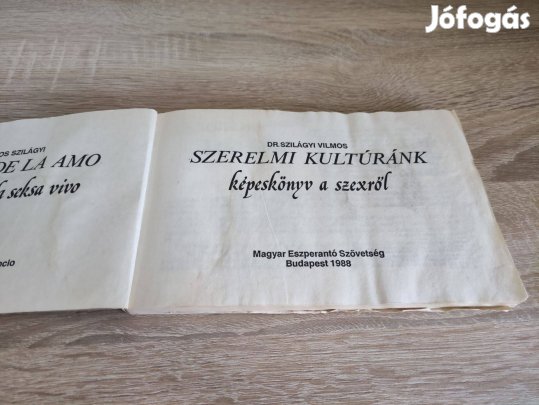 Jófogás
OS SZILÁGYI
DE LA AMO
seksa vivo
DR.SZILÁGYI VILMOS
SZERELMI KULTÚRÁNK
képeskönyv a szexről
Magyar Eszperantó Szövetség
Budapest 1988